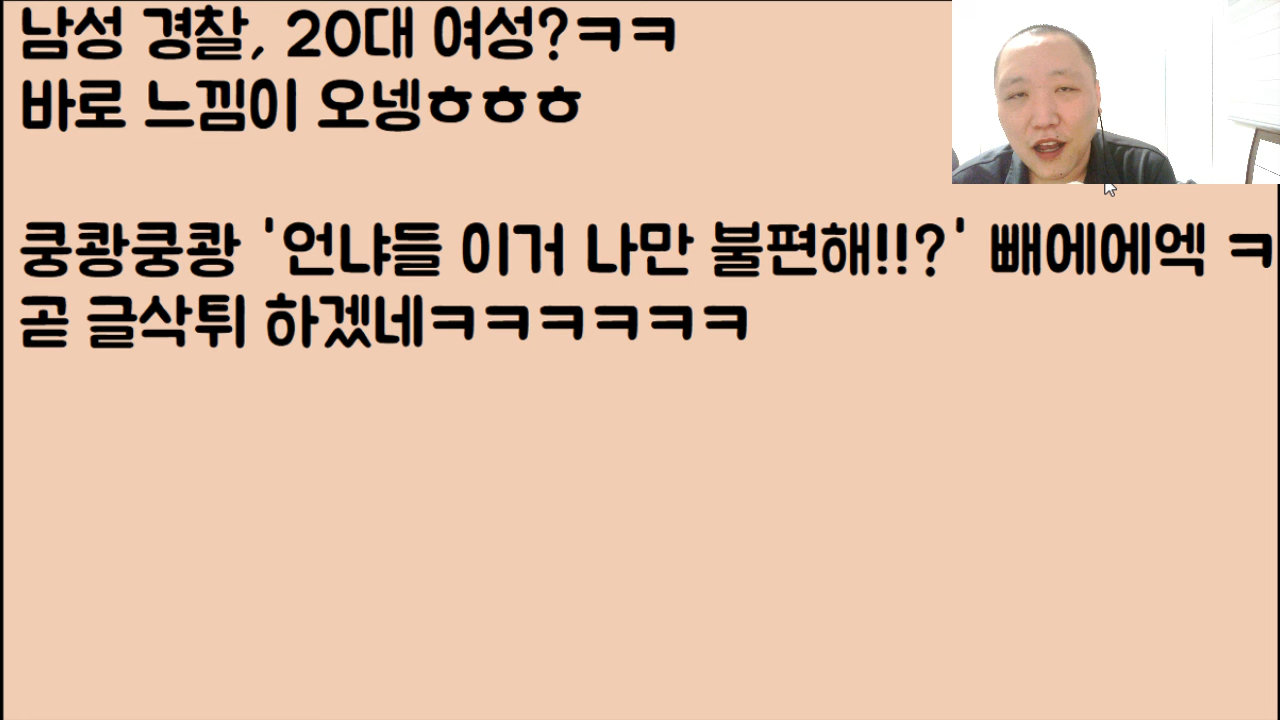 남성 경찰, 20대 여성?ㅋㅋ
바로 느낌이 오넹ㅎㅎㅎ
쿵쾅쿵쾅 '언냐들 이거 나만 불편해!!?' 빼에에엑 ㅋ
곧 글삭튀 하겠네ㅋㅋㅋㅋㅋㅋ